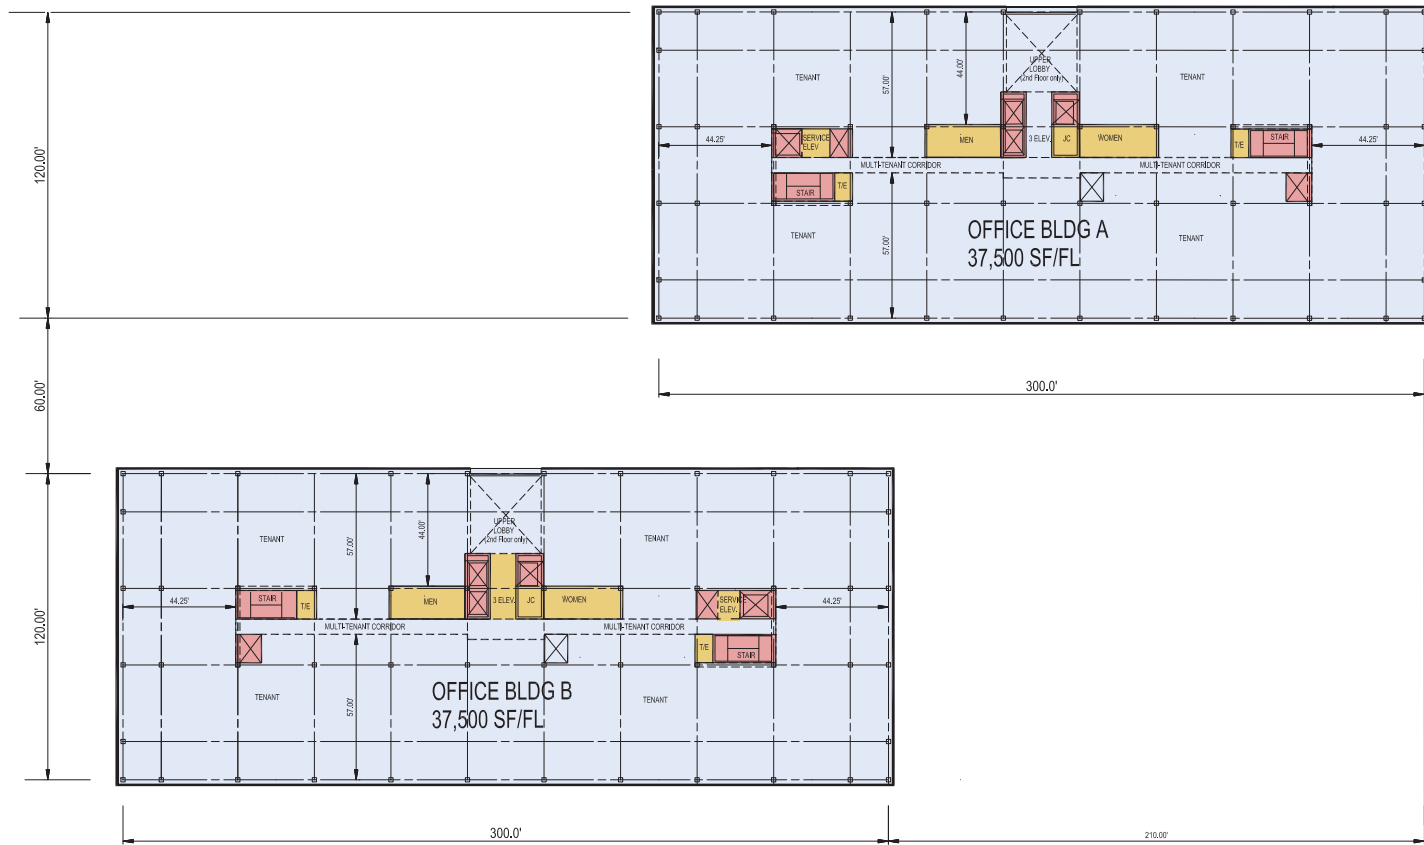 120.00'
60.00'
120.00'
TENANT
57.00'
44.00'
UPPER
LOBBY
(2nd Floor only)
TENANT
44.25'
SERVICE
ELEV
MEN
3 ELEV.
JC
WOMEN
T/E
STAIR
44.25'
MULTI-TENANT CORRIDOR
MULTI-TENANT CORRIDOR
STAIR
T/E
TENANT
57.00'
OFFICE BLDG A
37,500 SF/FL
TENANT
300.0'
TENANT
57.00'
44.00'
UPPER
LOBBY
(2nd Floor only)
TENANT
44.25'
STAIR
T/E
MEN
3 ELEV.
JC
WOMEN
SERVICE
ELEV.
44.25'
MULTI-TENANT CORRIDOR
MULTI-TENANT CORRIDOR
T/E
STAIR
TENANT
57.00'
OFFICE BLDG B
37,500 SF/FL
TENANT
300.0'
210.00'